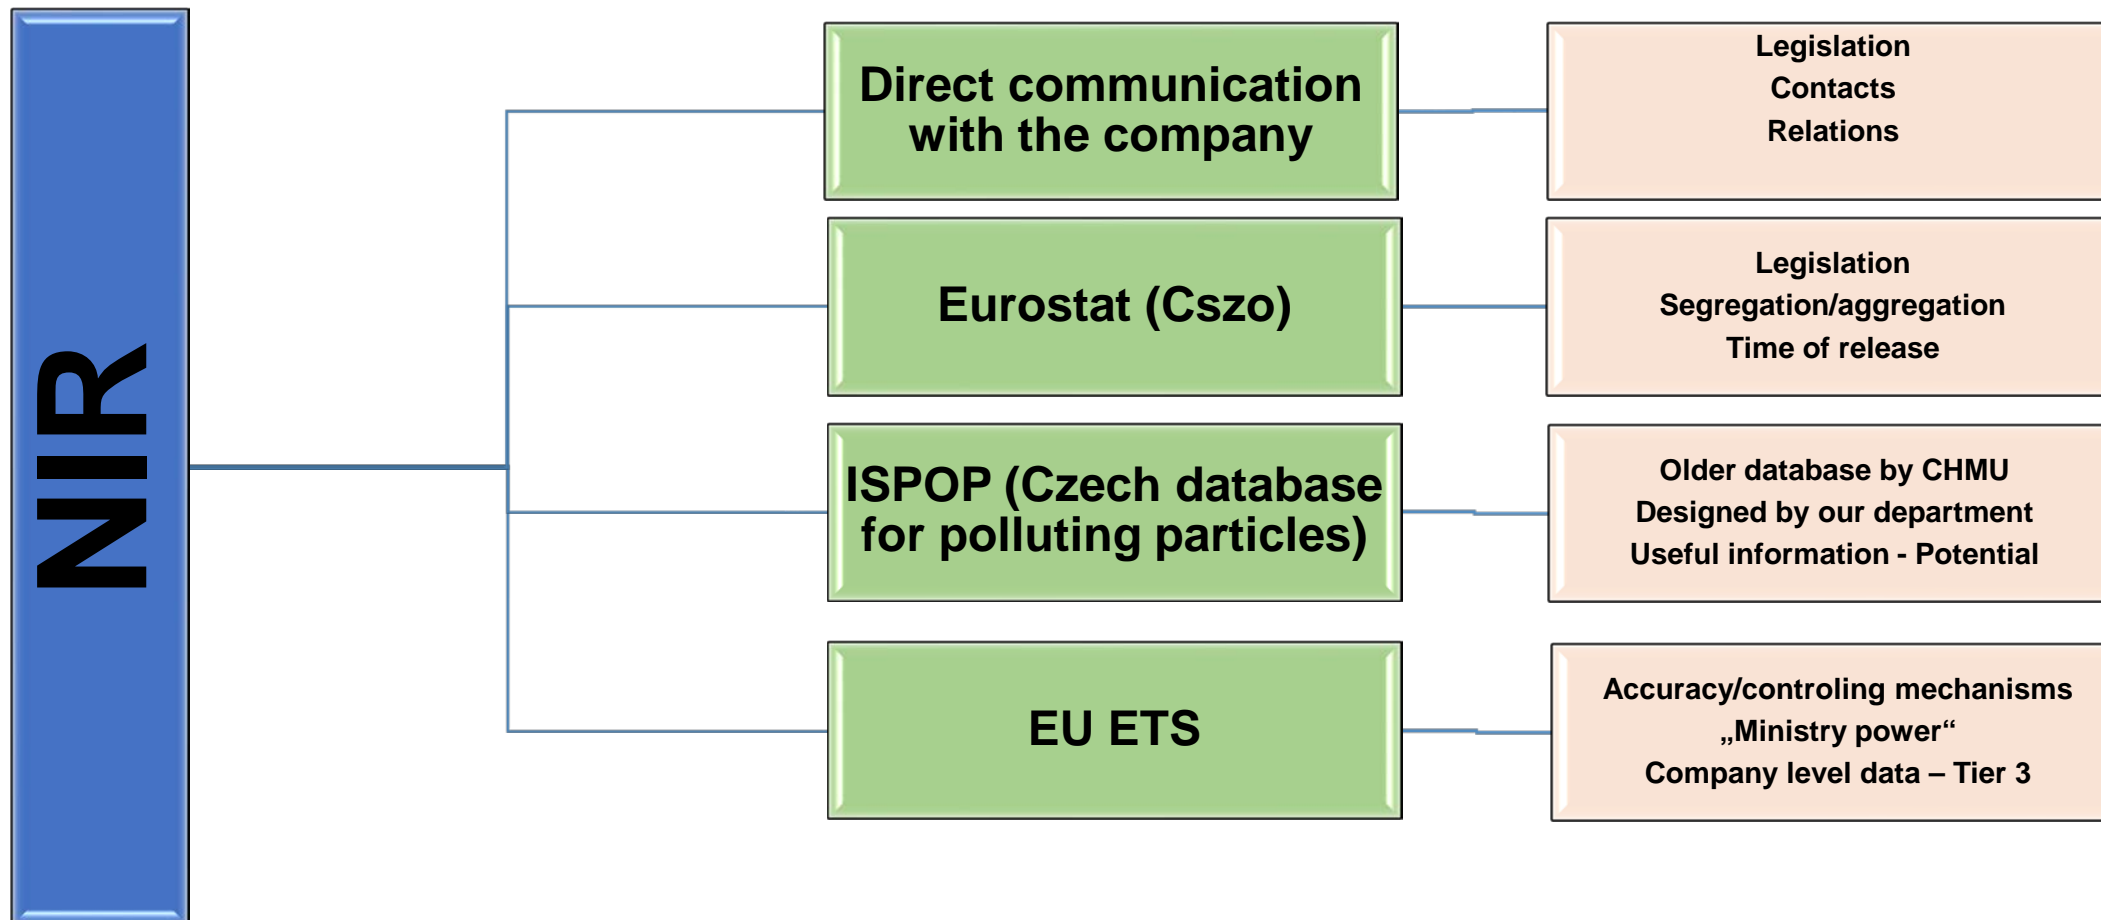 NIR
Direct communication
with the company
Legislation
Contacts
Relations
Eurostat (Cszo)
Legislation
Segregation/aggregation
Time of release
ISPOP (Czech database
for polluting particles)
Older database by CHMU
Designed by our department
Useful information - Potential
EU ETS
Accuracy/controling mechanisms
„Ministry power“
Company level data – Tier 3